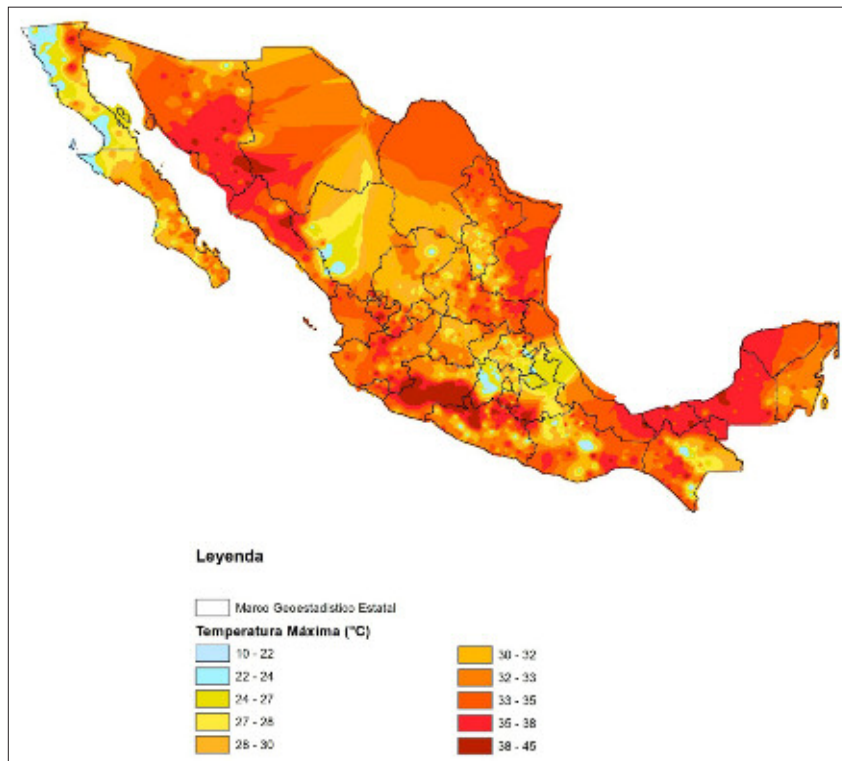 Leyenda
Marco Geoestadístico Estatal
Temperatura Máxima (°C)
10 - 22
22 - 24
24 - 27
27 - 28
28 - 30
30 - 32
32 - 33
33 - 35
35 - 38
38 - 45